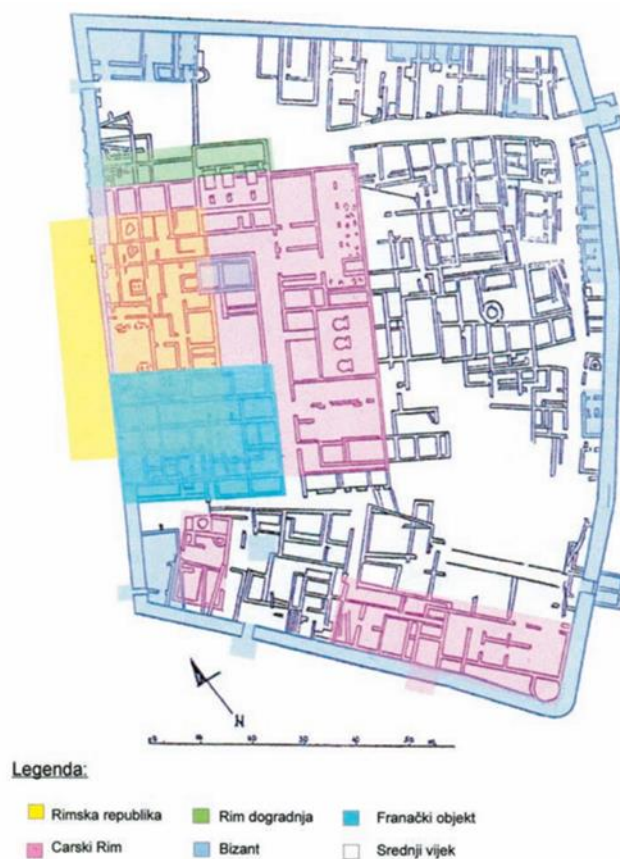 N
Legenda:
Rimska republika Rim dogradnja Franački objekt
Carski Rim Bizant Srednji vijek